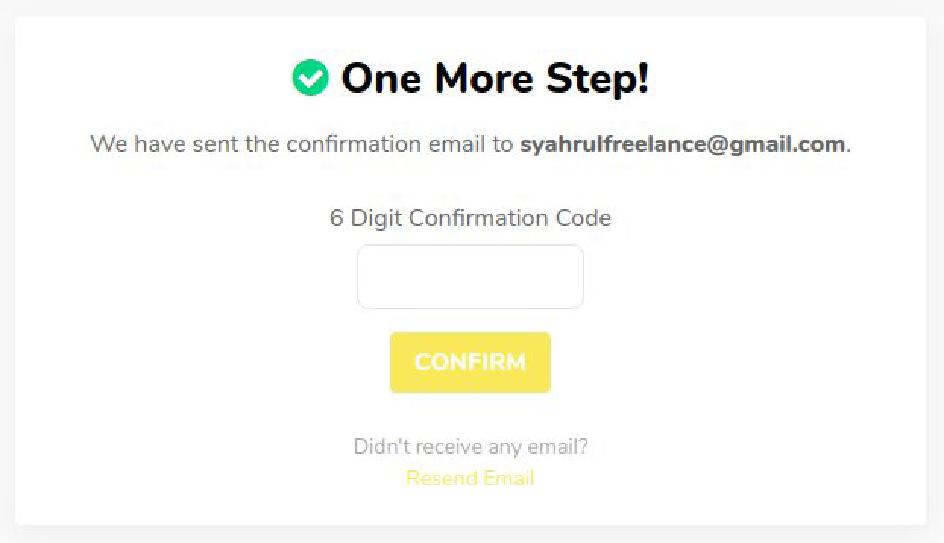 One More Step!
We have sent the confirmation email to syahrulfreelance@gmail.com.
6 Digit Confirmation Code
CONFIRM
Didn't receive any email?
Resend Email